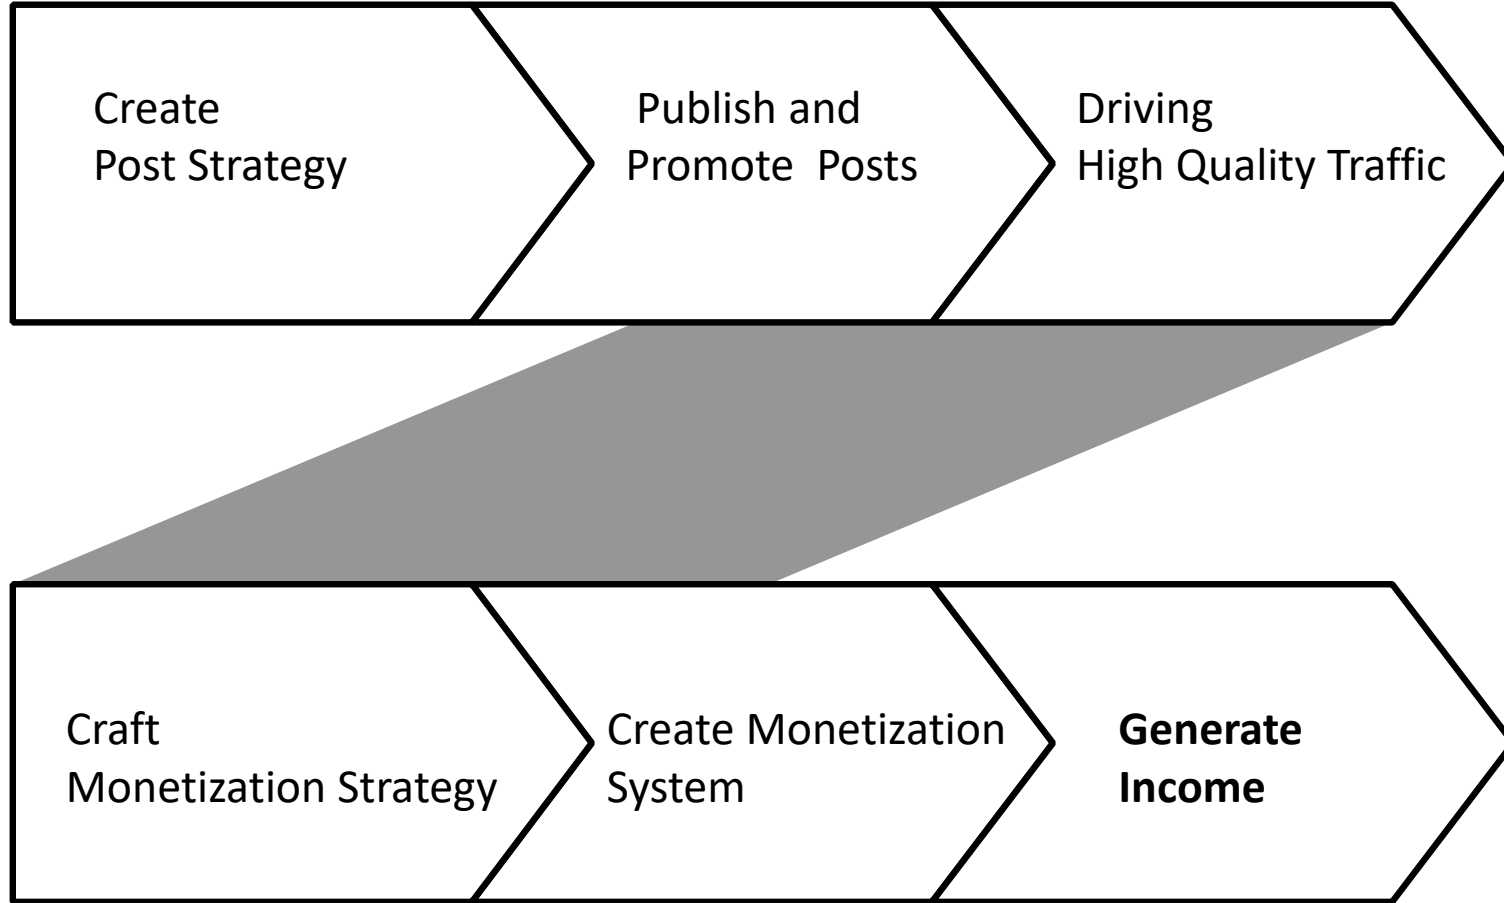 Create
Post Strategy
Publish and
Promote  Posts
Driving
High Quality Traffic
Craft
Monetization Strategy
Create Monetization
System
Generate
Income